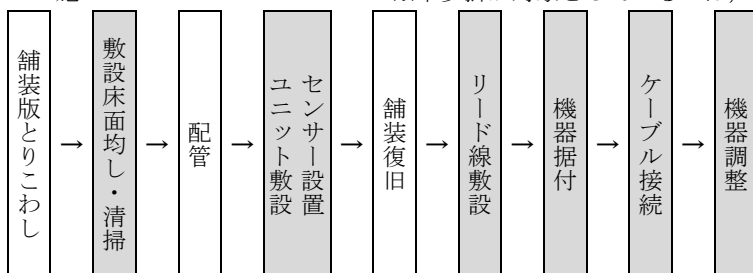 舗装版とりこわし
→
敷設床面均し・清掃
→
配管
→
センサー設置
ユニット敷設
→
舗装復旧
→
リード線敷設
→
機器据付
→
ケーブル接続
→
機器調整